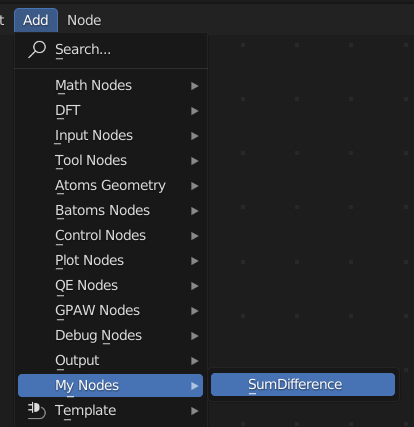 t Add Node
Search...
Math Nodes
DFT
Input Nodes
Tool Nodes
Atoms Geometry
Batoms Nodes
Control Nodes
Plot Nodes
QE Nodes
GPAW Nodes
Debug Nodes
Output
My Nodes SumDifference
Template